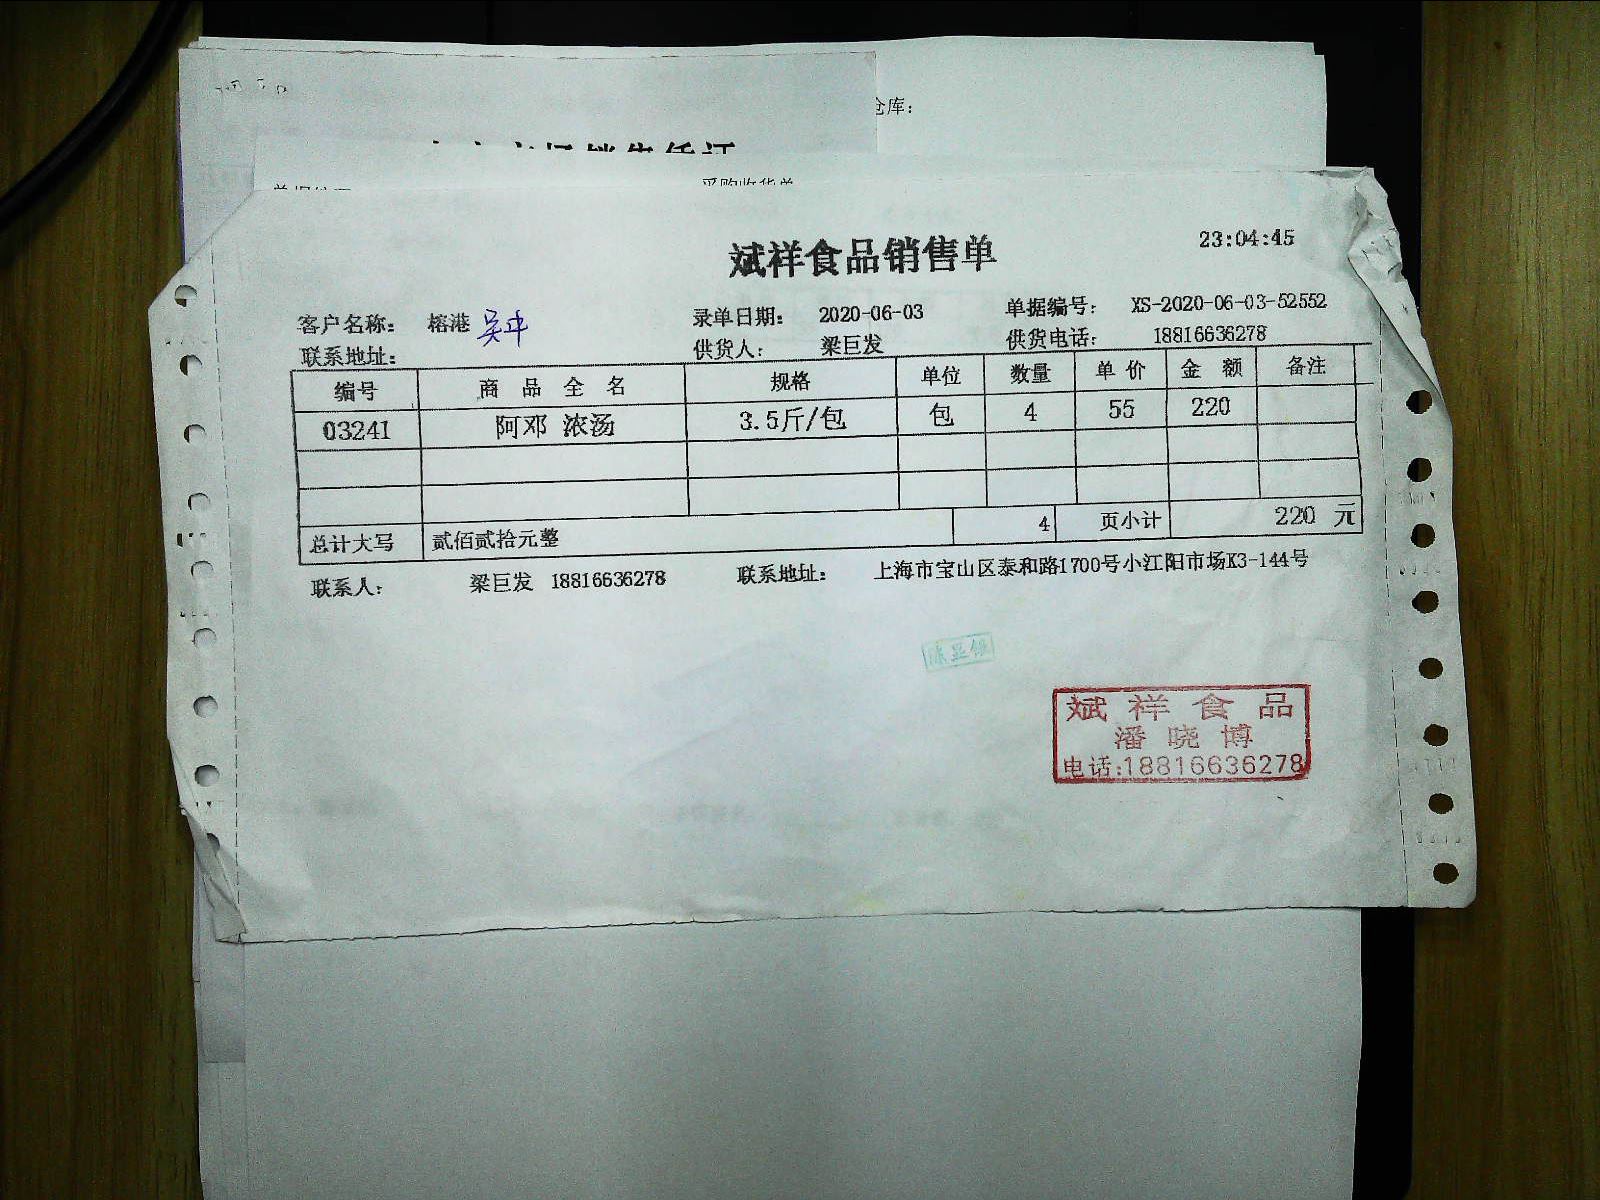 仓库：
采购收货单
斌祥食品销售单
23:04:45
客户名称： 榕港 吴中 录单日期： 2020-06-03 单据编号： XS-2020-06-03-52552
联系地址： 供货人： 梁巨发 供货电话： 18816636278
编号 商品全名 规格 单位 数量 单价 金额 备注
03241 阿邓 浓汤 3.5斤/包 包 4 55 220
总计大写 贰佰贰拾元整 4 页小计 220 元
联系人： 梁巨发 18816636278 联系地址： 上海市宝山区泰和路1700号小江阳市场K3-144号
斌祥食品
潘晓博
电话:18816636278